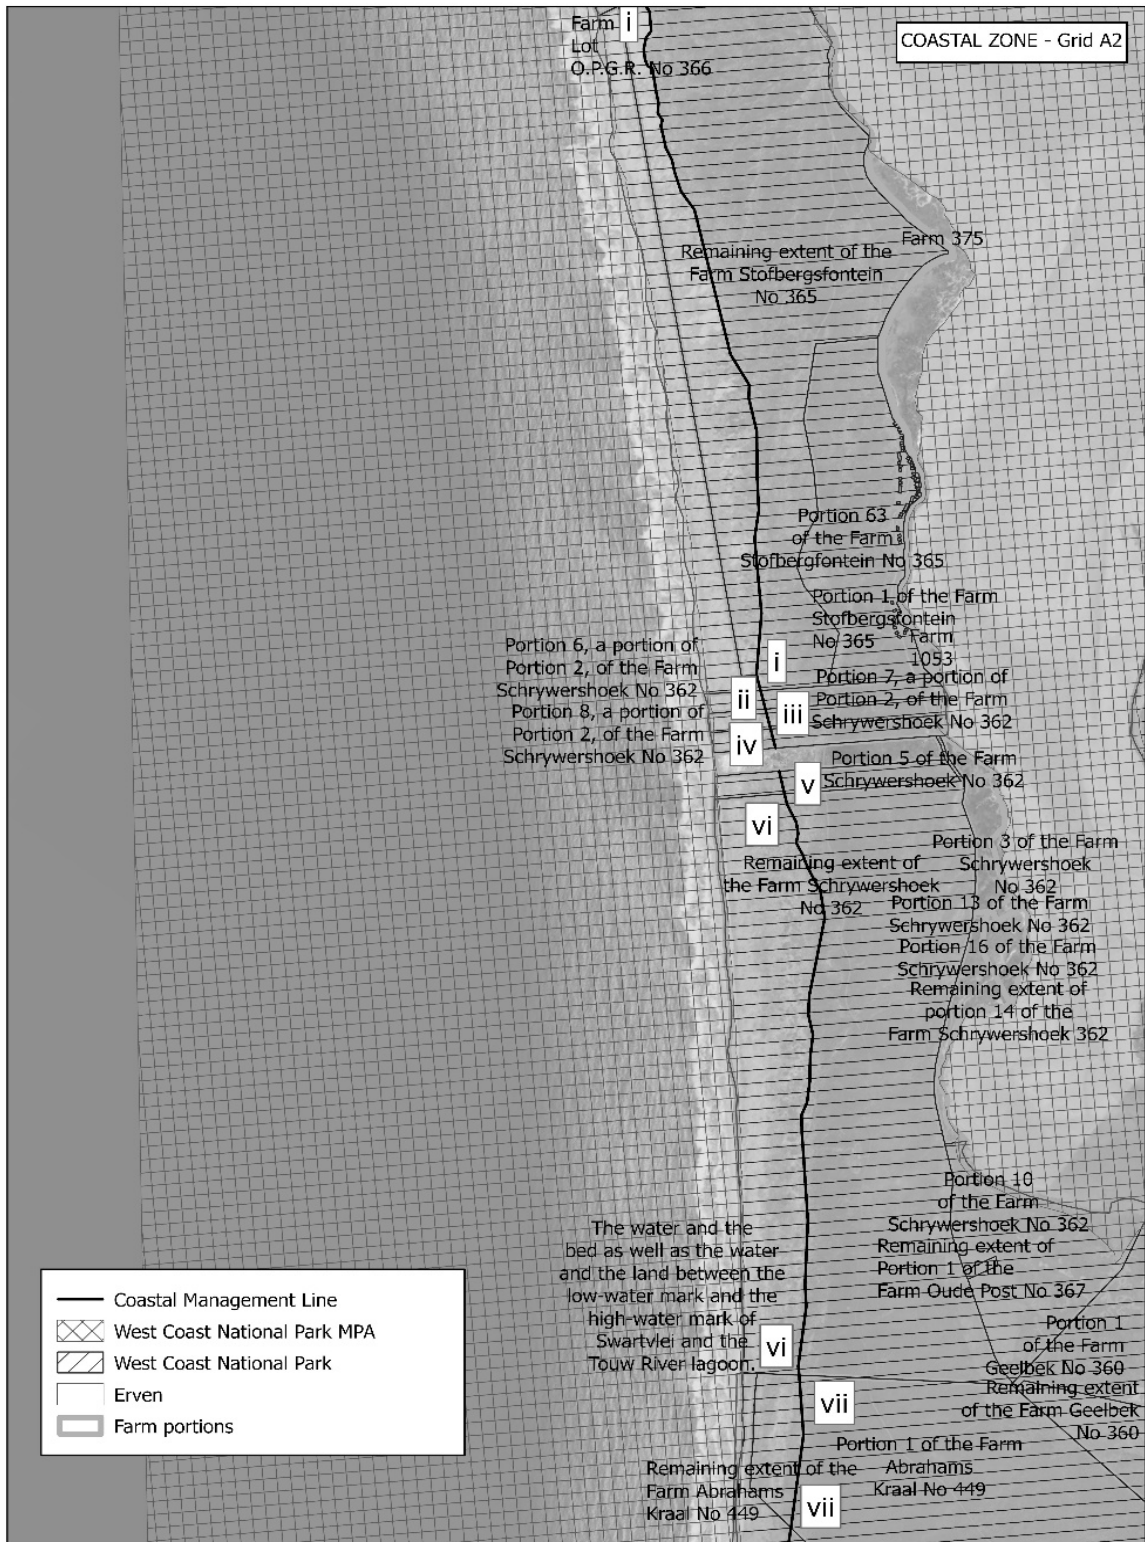 Farm
i
Lot
O.P.G.R. No 366
COASTAL ZONE - Grid A2
Farm 375
Remaining extent of the
Farm Stofbergsfontein
No 365
Portion 63
of the Farm
Stofbergfontein No 365
Portion 1 of the Farm
Stofbergsfontein
No 365
Farm
1053
Portion 6, a portion of
Portion 2, of the Farm
Schrywershoek No 362
i
Portion 7, a portion of
Portion 2, of the Farm
Schrywershoek No 362
ii
iii
Portion 8, a portion of
Portion 2, of the Farm
Schrywershoek No 362
iv
Portion 5 of the Farm
Schrywershoek No 362
v
vi
Portion 3 of the Farm
Schrywershoek
No 362
Remaining extent of
the Farm Schrywershoek
No 362
Portion 13 of the Farm
Schrywershoek No 362
Portion 16 of the Farm
Schrywershoek No 362
Remaining extent of
portion 14 of the
Farm Schrywershoek 362
Portion 10
of the Farm
Schrywershoek No 362
Remaining extent of
Portion 1 of the
Farm Oude Post No 367
The water and the
bed as well as the water
and the land between the
low-water mark and the
high-water mark of
Swartvlei and the
Touw River lagoon.
vi
Portion 1
of the Farm
Geelbek No 360
Remaining extent
of the Farm Geelbek
No 360
vii
Portion 1 of the Farm
Abrahams
Kraal No 449
Remaining extent of the
Farm Abrahams
Kraal No 449
vii
Coastal Management Line
West Coast National Park MPA
West Coast National Park
Erven
Farm portions